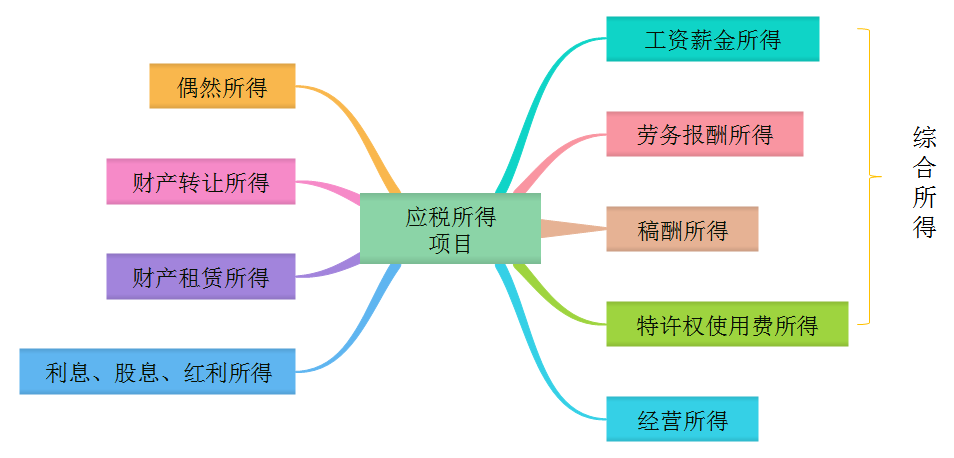 应税所得
项目
工资薪金所得
劳务报酬所得
稿酬所得
特许权使用费所得
经营所得
综合所得
偶然所得
财产转让所得
财产租赁所得
利息、股息、红利所得